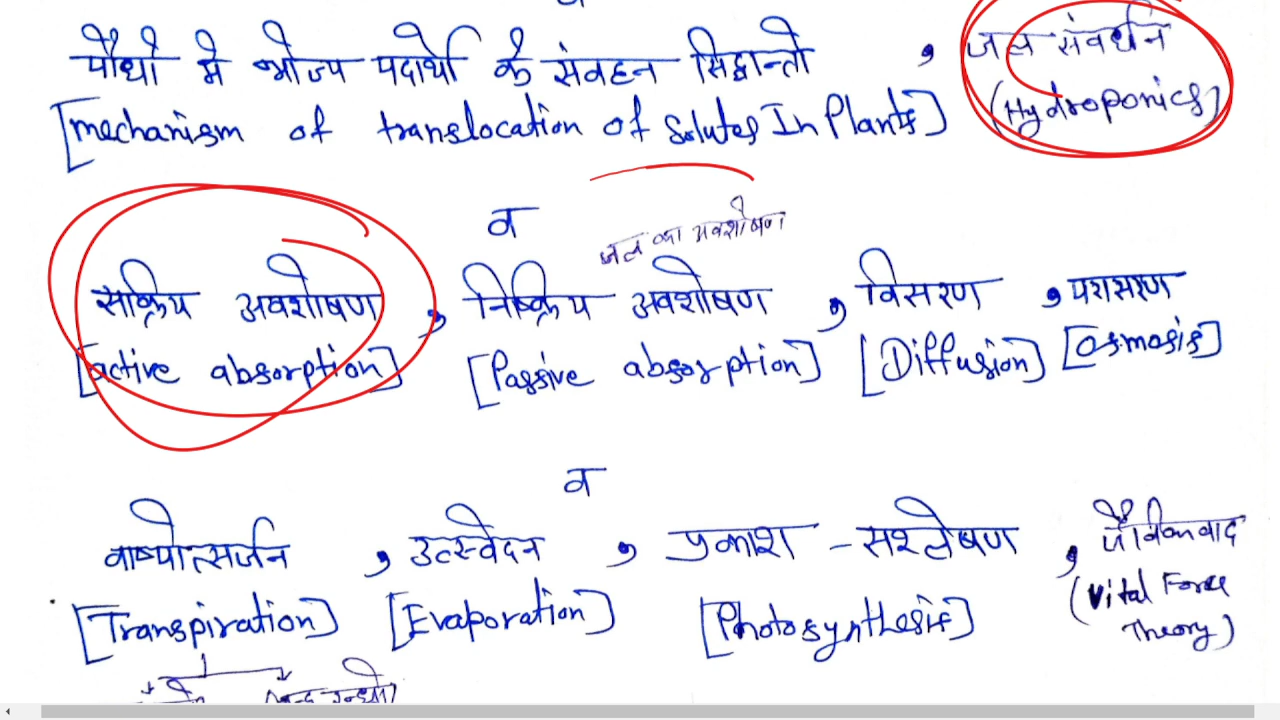 व
पौधो मे भोज्य पदार्थो के संवहन सिद्धान्तो , जल संवर्धन
[mechanism of translocation of Solutes In Plants] (Hydroponics)
व
जल का अवशोषण
सक्रिय अवशोषण , निष्क्रिय अवशोषण , विसरण , परासरण
[active absorption] [Passive absorption] [Diffusion] [Osmosis]
व
वाष्पोत्सर्जन , उत्स्वेदन , प्रकाश - संश्लेषण , जैविकवाद
[Transpiration] [Evaporation] [Photosynthesis] (Vital Force
Theory)